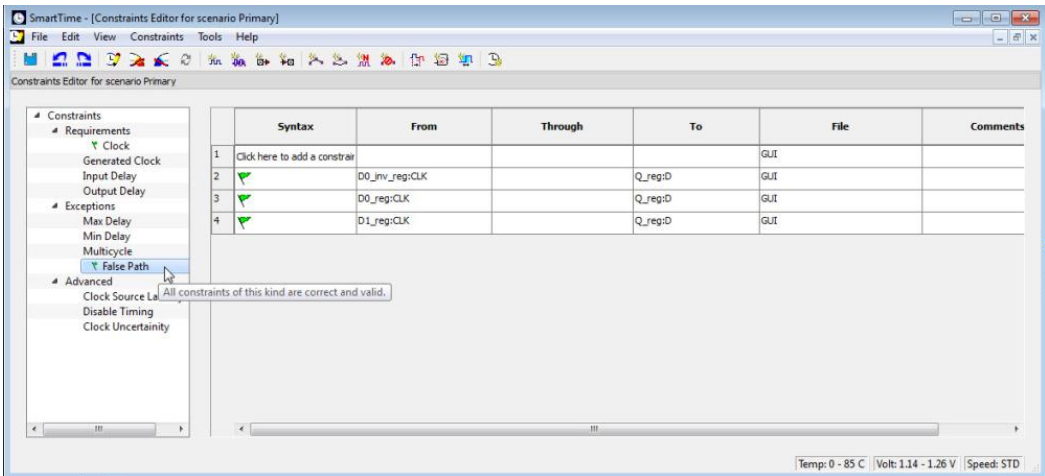 SmartTime - [Constraints Editor for scenario Primary]
File Edit View Constraints Tools Help
Constraints Editor for scenario Primary
Constraints
Requirements
Clock
Generated Clock
Input Delay
Output Delay
Exceptions
Max Delay
Min Delay
Multicycle
False Path
Advanced
Clock Source La
Disable Timing
Clock Uncertainity
All constraints of this kind are correct and valid.
Syntax From Through To File Comments
1 Click here to add a constrain GUI
2 D0_inv_reg:CLK Q_reg:D GUI
3 D0_reg:CLK Q_reg:D GUI
4 D1_reg:CLK Q_reg:D GUI
Temp: 0 - 85 C Volt: 1.14 - 1.26 V Speed: STD